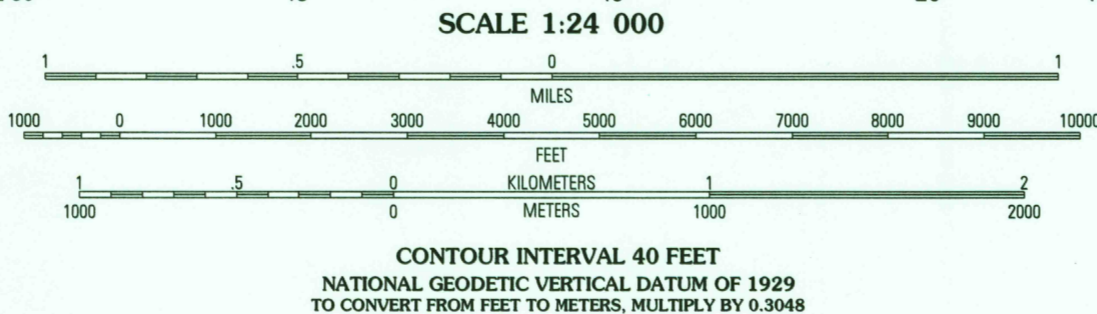 SCALE 1:24 000
1 .5 0 1
MILES
1000 0 1000 2000 3000 4000 5000 6000 7000 8000 9000 10000
FEET
1 .5 0 KILOMETERS 1 2
1000 0 METERS 1000 2000
CONTOUR INTERVAL 40 FEET
NATIONAL GEODETIC VERTICAL DATUM OF 1929
TO CONVERT FROM FEET TO METERS, MULTIPLY BY 0.3048